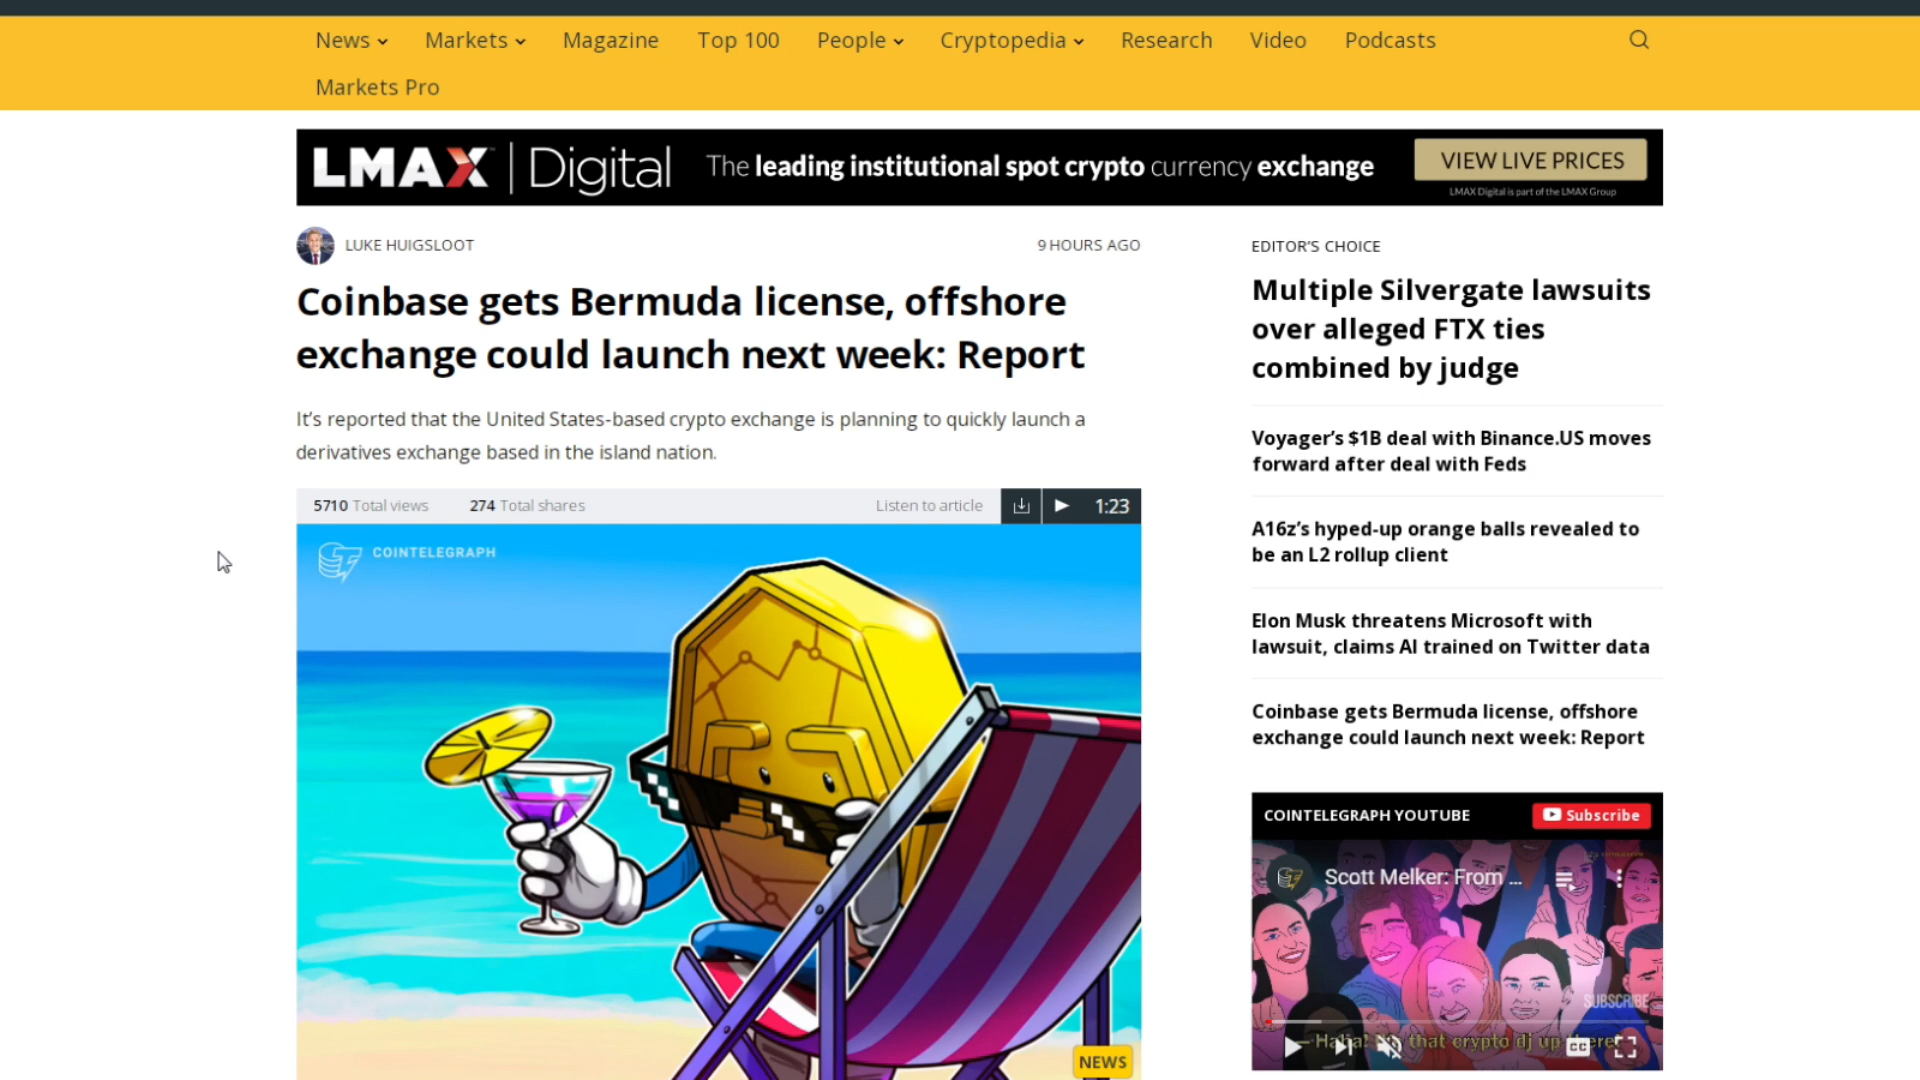 News Markets Magazine Top 100 People Cryptopedia Research Video Podcasts
Markets Pro
LMAX Digital The leading institutional spot crypto currency exchange VIEW LIVE PRICES
LMAX Digital is part of the LMAX Group
LUKE HUIGSLOOT 9 HOURS AGO
Coinbase gets Bermuda license, offshore
exchange could launch next week: Report
It's reported that the United States-based crypto exchange is planning to quickly launch a
derivatives exchange based in the island nation.
5710 Total views 274 Total shares Listen to article 1:23
COINTELEGRAPH
NEWS
EDITOR'S CHOICE
Multiple Silvergate lawsuits
over alleged FTX ties
combined by judge
Voyager's $1B deal with Binance.US moves
forward after deal with Feds
A16z's hyped-up orange balls revealed to
be an L2 rollup client
Elon Musk threatens Microsoft with
lawsuit, claims AI trained on Twitter data
Coinbase gets Bermuda license, offshore
exchange could launch next week: Report
COINTELEGRAPH YOUTUBE Subscribe
Scott Melker: From ...
SUBSCRIBE
that crypto dj up
CC